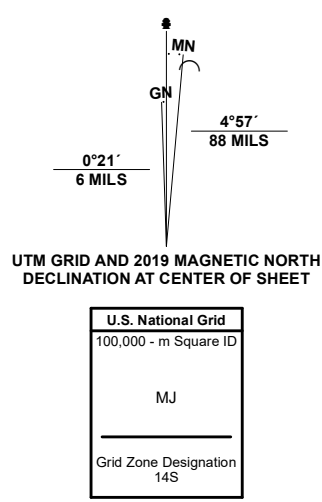 MN
GN
4°57´
88 MILS
0°21´
6 MILS
UTM GRID AND 2019 MAGNETIC NORTH
DECLINATION AT CENTER OF SHEET
U.S. National Grid
100,000 - m Square ID
MJ
Grid Zone Designation
14S